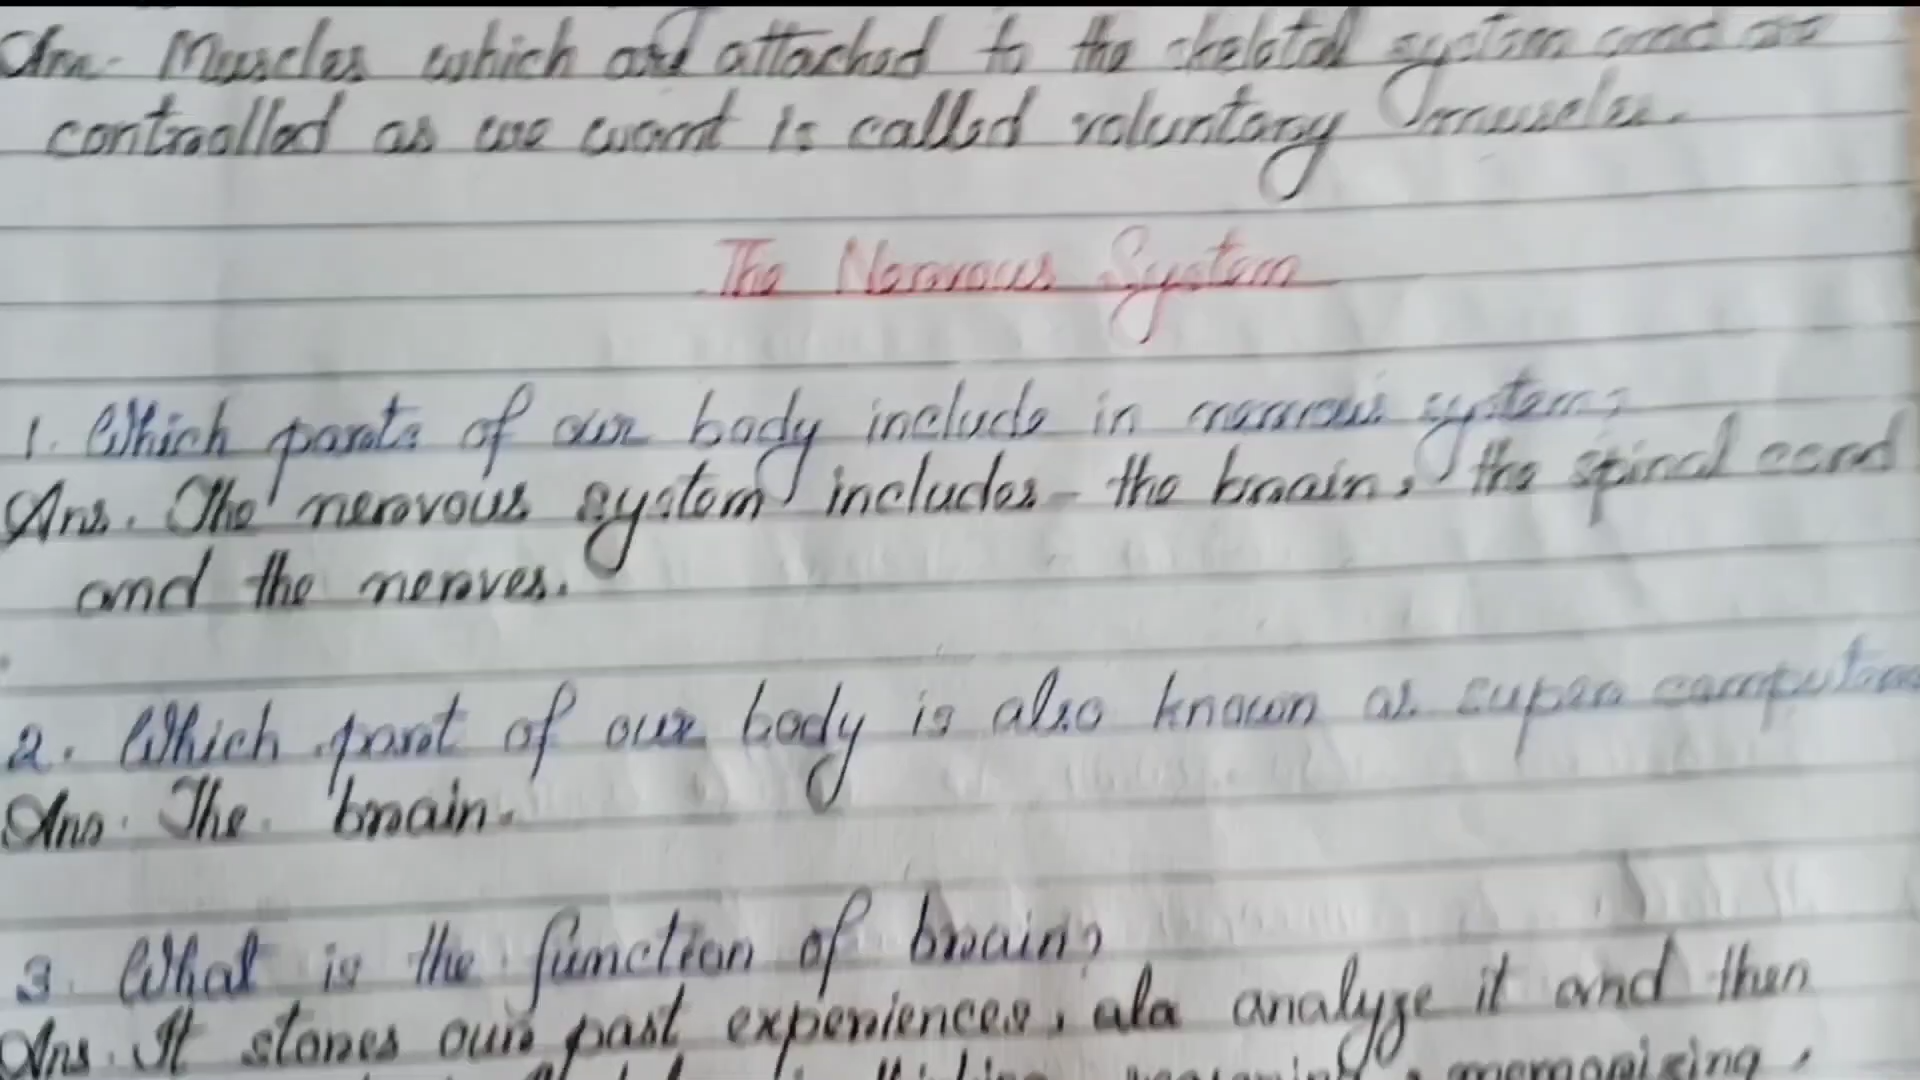 Ans. Muscles which are attached to the skeletal system and are
controlled as we want is called voluntary muscles.
The Nervous System
1. Which parts of our body include in nervous system?
Ans. The nervous system includes - the brain, the spinal cord
and the nerves.
2. Which part of our body is also known as super computer
Ans. The brain.
3. What is the function of brain?
Ans. It stores our past experiences, ala analyze it and then
thinking, reasoning, memorizing,